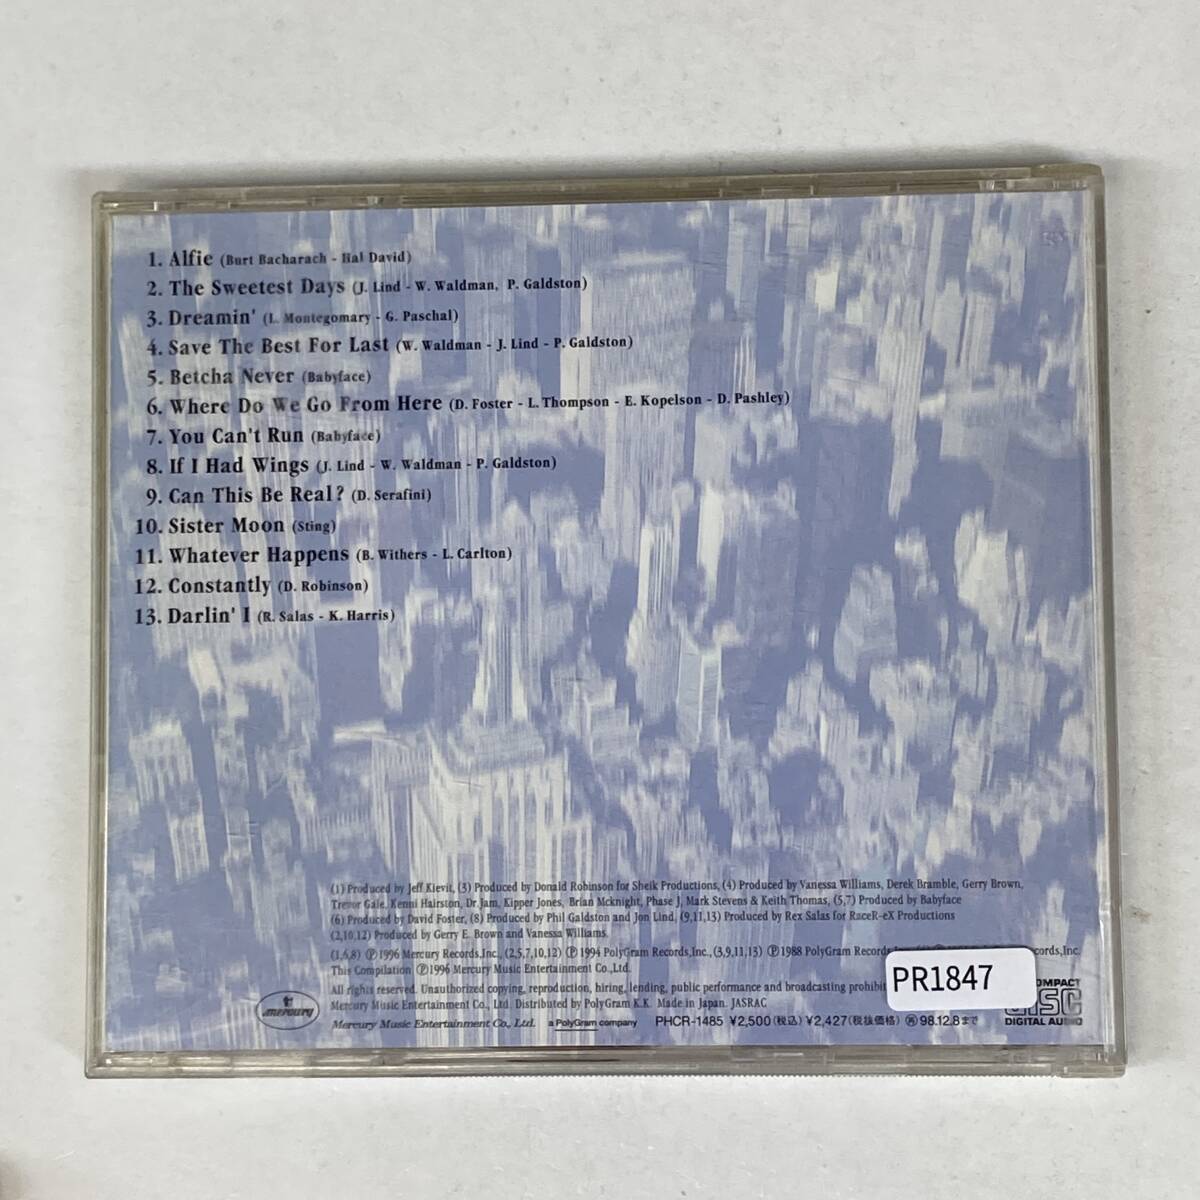 1. Alfie (Burt Bacharach - Hal David)
2. The Sweetest Days (J. Lind - W. Waldman, P. Galdston)
3. Dreamin' (L. Montegomary - G. Paschal)
4. Save The Best For Last (W. Waldman - J. Lind - P. Galdston)
5. Betcha Never (Babyface)
6. Where Do We Go From Here (D. Foster - L. Thompson - E. Kopelson - D. Pashley)
7. You Can't Run (Babyface)
8. If I Had Wings (J. Lind - W. Waldman - P. Galdston)
9. Can This Be Real? (D. Serafini)
10. Sister Moon (Sting)
11. Whatever Happens (B. Withers - L. Carlton)
12. Constantly (D. Robinson)
13. Darlin' I (R. Salas - K. Harris)
(1) Produced by Jeff Kievit, (3) Produced by Donald Robinson for Sheik Productions, (4) Produced by Vanessa Williams, Derek Bramble, Gerry Brown,
Trevor Gale, Kenni Hairston, Dr. Jam, Kipper Jones, Brian Mcknight, Phase J, Mark Stevens & Keith Thomas, (5,7) Produced by Babyface
(6) Produced by David Foster, (8) Produced by Phil Galdston and Jon Lind, (9,11,13) Produced by Rex Salas for RaceR-eX Productions
(2,10,12) Produced by Gerry E. Brown and Vanessa Williams.
(1,6,8) Ⓟ1996 Mercury Records,Inc., (2,5,7,10,12) Ⓟ1994 PolyGram Records,Inc., (3,9,11,13) Ⓟ1988 PolyGram cords,Inc.
This Compilation Ⓟ1996 Mercury Music Entertainment Co.,Ltd.
All rights reserved. Unauthorized copying, reproduction, hiring, lending, public performance and broadcasting prohibit
Mercury Music Entertainment Co., Ltd. Distributed by PolyGram K.K. Made in Japan. JASRAC
mercury
Mercury Music Entertainment Co., Ltd. a PolyGram company PHCR-1485 ¥2,500(税込) ¥2,427(税抜価格) Ⓡ98.12.8まで
PR1847
OMPACT
DISC
DIGITAL AUDIO